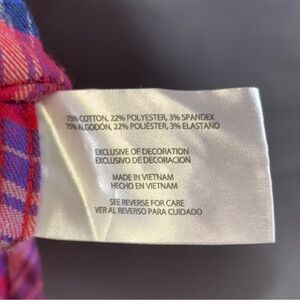 75% COTTON, 22% POLYESTER, 3% SPANDEX
75% ALGODÓN, 22% POLIÉSTER, 3% ELASTANO
EXCLUSIVE OF DECORATION
EXCLUSIVO DE DECORACION
MADE IN VIETNAM
HECHO EN VIETNAM
SEE REVERSE FOR CARE
VER AL REVERSO PARA CUIDADO